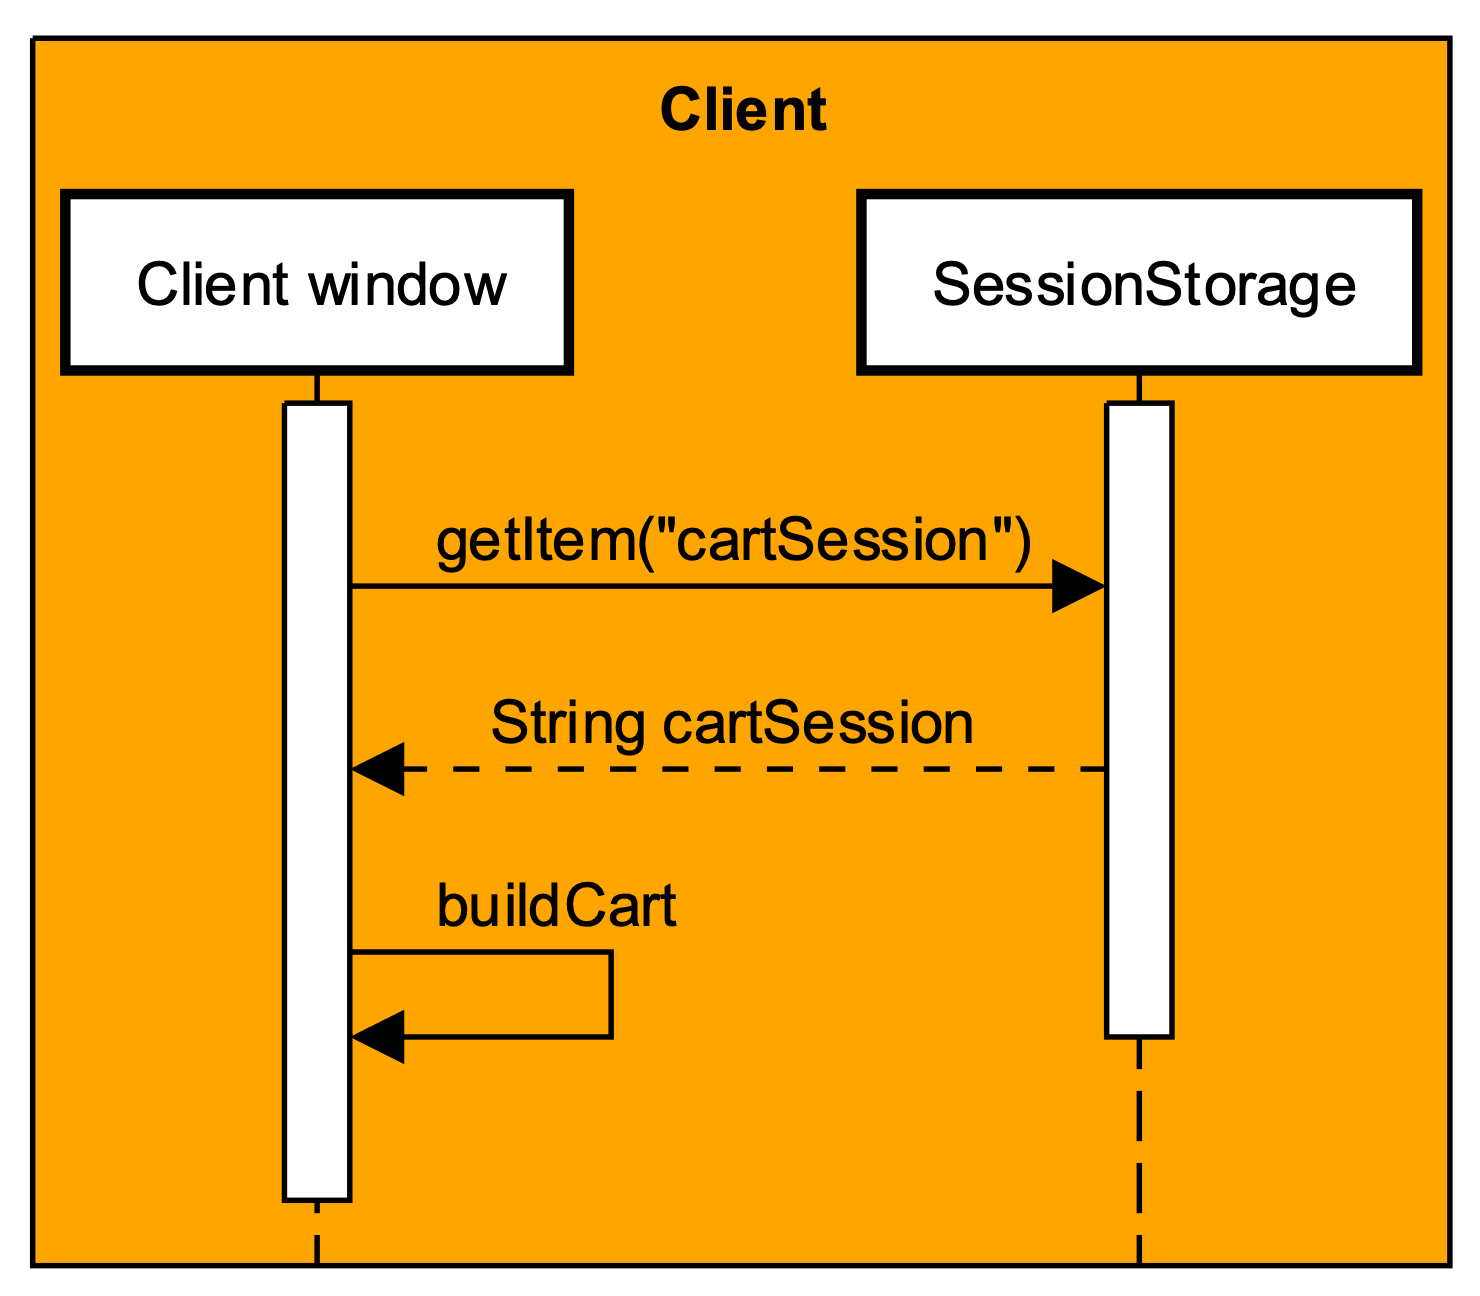 Client
Client window
SessionStorage
getItem("cartSession")
String cartSession
buildCart